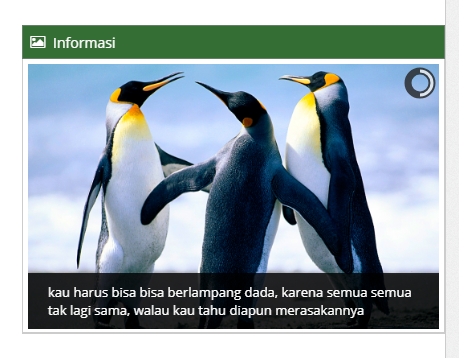 Informasi
kau harus bisa bisa berlampang dada, karena semua semua
tak lagi sama, walau kau tahu diapun merasakannya